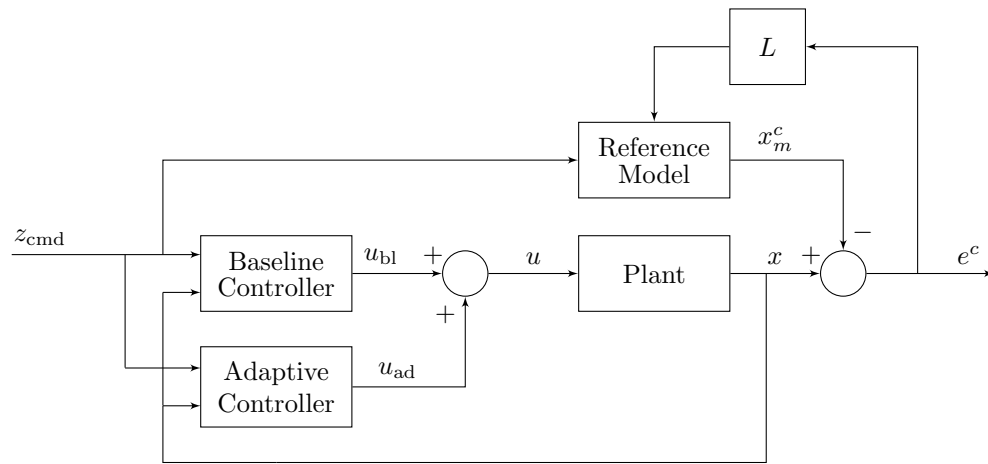 L
Reference
Model
x_m^c
z_cmd
−
Baseline
Controller
u_bl
+
u
Plant
x
+
e^c
+
Adaptive
Controller
u_ad